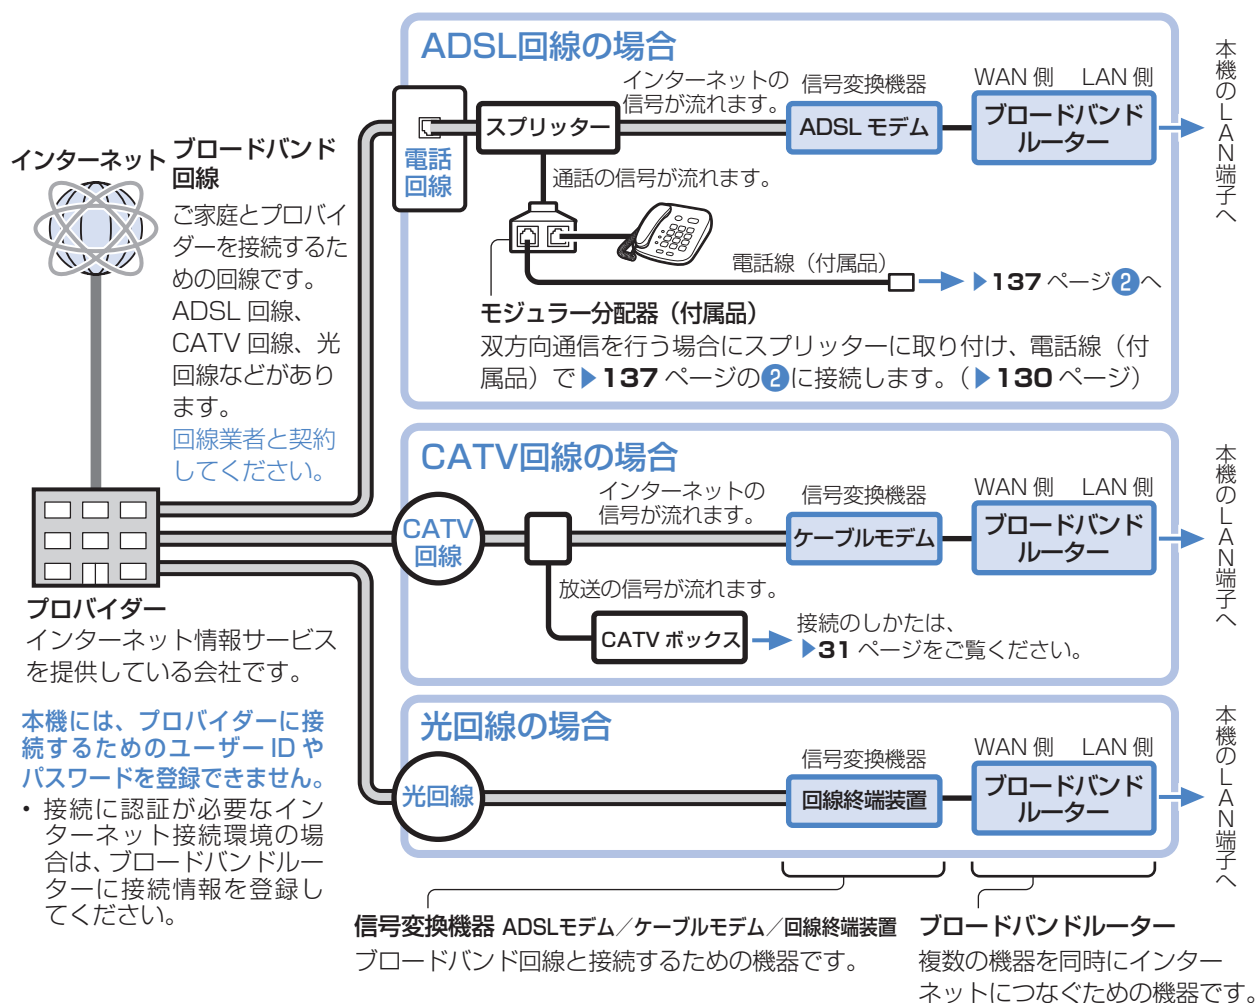 インターネット
ブロードバンド
回線
ご家庭とプロバイ
ダーを接続するた
めの回線です。
ADSL 回線、
CATV 回線、光
回線などがあり
ます。
回線業者と契約
してください。
プロバイダー
インターネット情報サービス
を提供している会社です。
本機には、プロバイダーに接
続するためのユーザー ID や
パスワードを登録できません。
• 接続に認証が必要なイン
ターネット接続環境の場
合は、ブロードバンドルー
ターに接続情報を登録し
てください。
ADSL回線の場合
電話
回線
スプリッター
インターネットの
信号が流れます。
信号変換機器
ADSL モデム
WAN 側 LAN 側
ブロードバンド
ルーター
本機のLAN端子へ
通話の信号が流れます。
電話線（付属品）
▶137 ページ❷へ
モジュラー分配器（付属品）
双方向通信を行う場合にスプリッターに取り付け、電話線（付
属品）で▶137 ページの❷に接続します。（▶130 ページ）
CATV回線の場合
CATV
回線
インターネットの
信号が流れます。
信号変換機器
ケーブルモデム
WAN 側 LAN 側
ブロードバンド
ルーター
本機のLAN端子へ
放送の信号が流れます。
CATV ボックス
接続のしかたは、
▶31 ページをご覧ください。
光回線の場合
光回線
信号変換機器
回線終端装置
WAN 側 LAN 側
ブロードバンド
ルーター
本機のLAN端子へ
信号変換機器 ADSLモデム／ケーブルモデム／回線終端装置
ブロードバンド回線と接続するための機器です。
ブロードバンドルーター
複数の機器を同時にインター
ネットにつなぐための機器です。